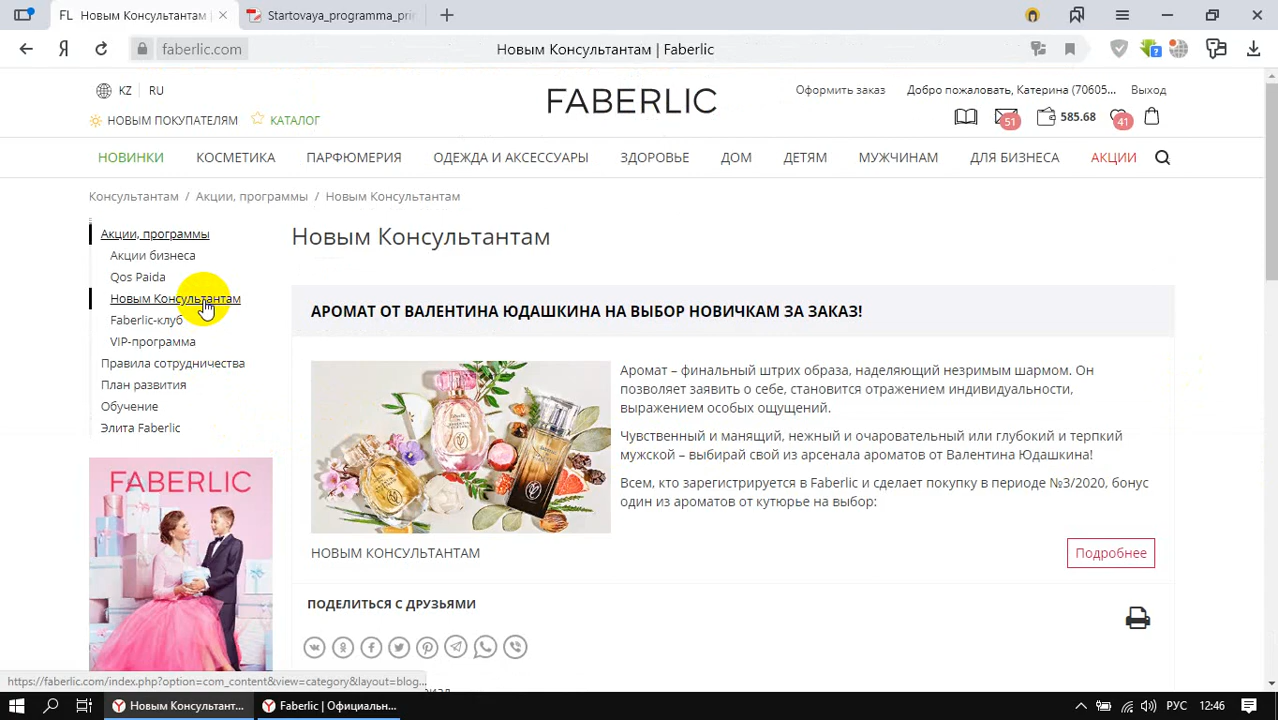 FL Новым Консультантам | Faberlic
Startovaya_programma_pri
faberlic.com
Новым Консультантам | Faberlic
KZ | RU
НОВЫМ ПОКУПАТЕЛЯМ
КАТАЛОГ
FABERLIC
Оформить заказ
Добро пожаловать, Катерина (70605...
Выход
51
585.68
41
НОВИНКИ
КОСМЕТИКА
ПАРФЮМЕРИЯ
ОДЕЖДА И АКСЕССУАРЫ
ЗДОРОВЬЕ
ДОМ
ДЕТЯМ
МУЖЧИНАМ
ДЛЯ БИЗНЕСА
АКЦИИ
Консультантам / Акции, программы / Новым Консультантам
Акции, программы
Акции бизнеса
Qos Paida
Новым Консультантам
Faberlic-клуб
VIP-программа
Правила сотрудничества
План развития
Обучение
Элита Faberlic
FABERLIC
Новым Консультантам
АРОМАТ ОТ ВАЛЕНТИНА ЮДАШКИНА НА ВЫБОР НОВИЧКАМ ЗА ЗАКАЗ!
Аромат – финальный штрих образа, наделяющий незримым шармом. Он
позволяет заявить о себе, становится отражением индивидуальности,
выражением особых ощущений.
Чувственный и манящий, нежный и очаровательный или глубокий и терпкий
мужской – выбирай свой из арсенала ароматов от Валентина Юдашкина!
Всем, кто зарегистрируется в Faberlic и сделает покупку в периоде №3/2020, бонус
один из ароматов от кутюрье на выбор:
НОВЫМ КОНСУЛЬТАНТАМ
Подробнее
ПОДЕЛИТЬСЯ С ДРУЗЬЯМИ
https://faberlic.com/index.php?option=com_content&view=category&layout=blog...
Новым Консультант...
Faberlic | Официальн...
РУС
12:46